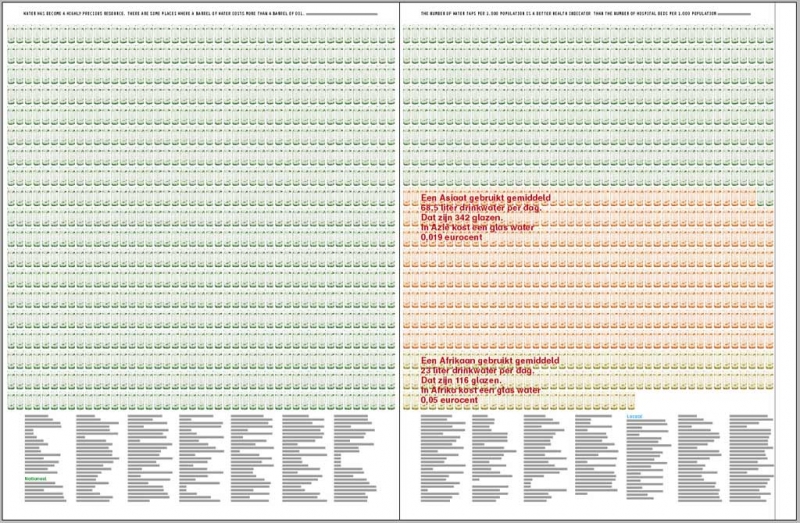 WATER HAS BECOME A HIGHLY PRECIOUS RESOURCE. THERE ARE SOME PLACES WHERE A BARREL OF WATER COSTS MORE THAN A BARREL OF OIL.
THE NUMBER OF WATER TAPS PER 1.000 POPULATION IS A BETTER HEALTH INDICATOR THAN THE NUMBER OF HOSPITAL BEDS PER 1.000 POPULATION
Een Asiaat gebruikt gemiddeld
68,5 liter drinkwater per dag.
Dat zijn 342 glazen.
In Azie kost een glas water
0,019 eurocent
Een Afrikaan gebruikt gemiddeld
23 liter drinkwater per dag.
Dat zijn 116 glazen.
In Afrika kost een glas water
0,05 eurocent